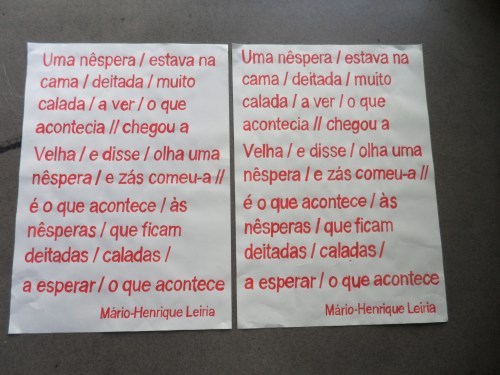 Uma nêspera / estava na
cama / deitada / muito
calada / a ver / o que
acontecia // chegou a
Velha / e disse / olha uma
nêspera / e zás comeu-a //
é o que acontece / às
nêsperas / que ficam
deitadas / caladas /
a esperar / o que acontece
Mário-Henrique Leiria
Uma nêspera / estava na
cama / deitada / muito
calada / a ver / o que
acontecia // chegou a
Velha / e disse / olha uma
nêspera / e zás comeu-a //
é o que acontece / às
nêsperas / que ficam
deitadas / caladas /
a esperar / o que acontece
Mário-Henrique Leiria